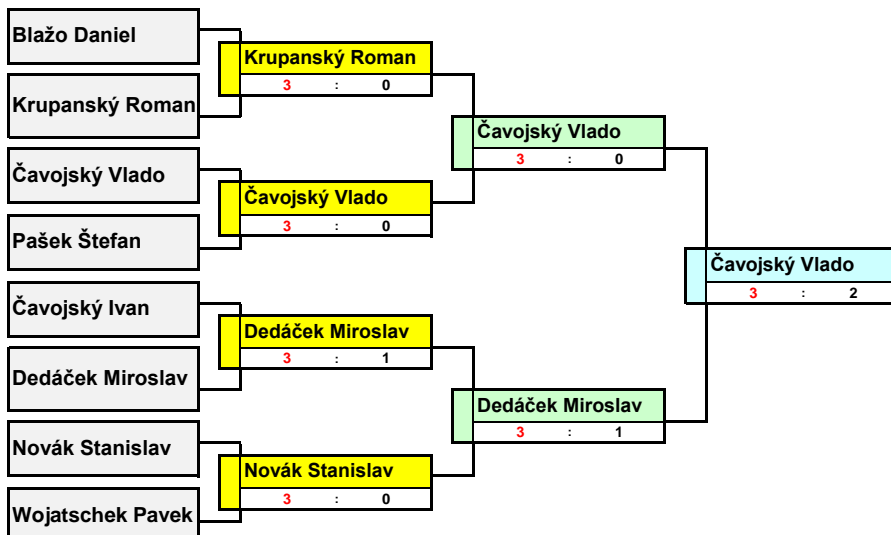 Blažo Daniel
Krupanský Roman
Čavojský Vlado
Pašek Štefan
Čavojský Ivan
Dedáček Miroslav
Novák Stanislav
Wojatschek Pavek
Krupanský Roman
3 : 0
Čavojský Vlado
3 : 0
Dedáček Miroslav
3 : 1
Novák Stanislav
3 : 0
Čavojský Vlado
3 : 0
Dedáček Miroslav
3 : 1
Čavojský Vlado
3 : 2